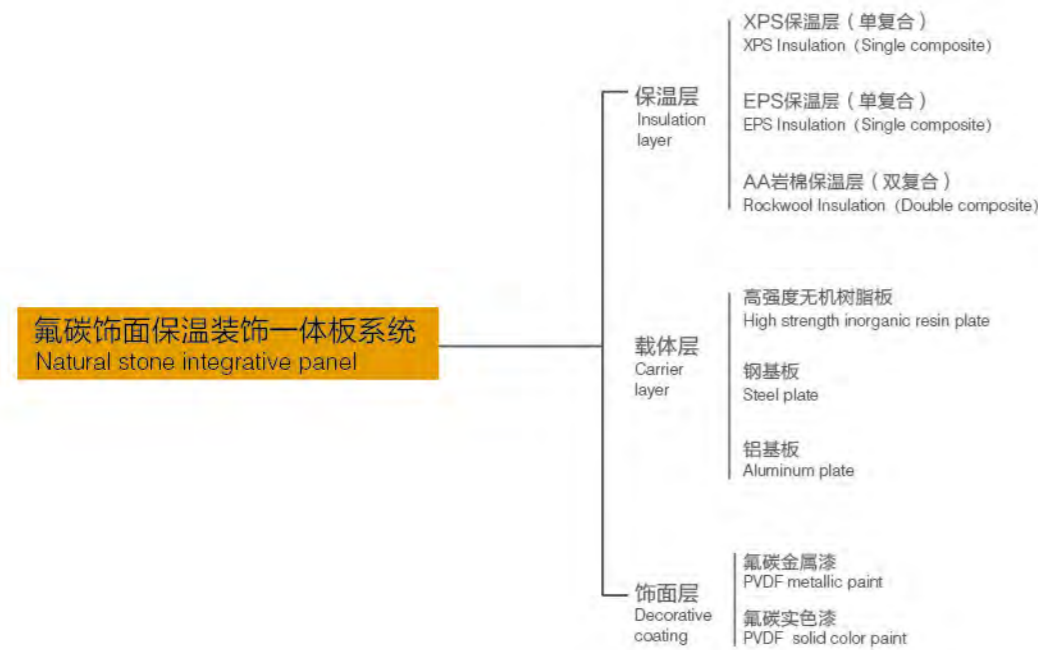 氟碳饰面保温装饰一体板系统
Natural stone integrative panel
保温层
Insulation
layer
XPS保温层（单复合）
XPS Insulation（Single composite）
EPS保温层（单复合）
EPS Insulation（Single composite）
AA岩棉保温层（双复合）
Rockwool Insulation（Double composite）
载体层
Carrier
layer
高强度无机树脂板
High strength inorganic resin plate
钢基板
Steel plate
铝基板
Aluminum plate
饰面层
Decorative
coating
氟碳金属漆
PVDF metallic paint
氟碳实色漆
PVDF solid color paint